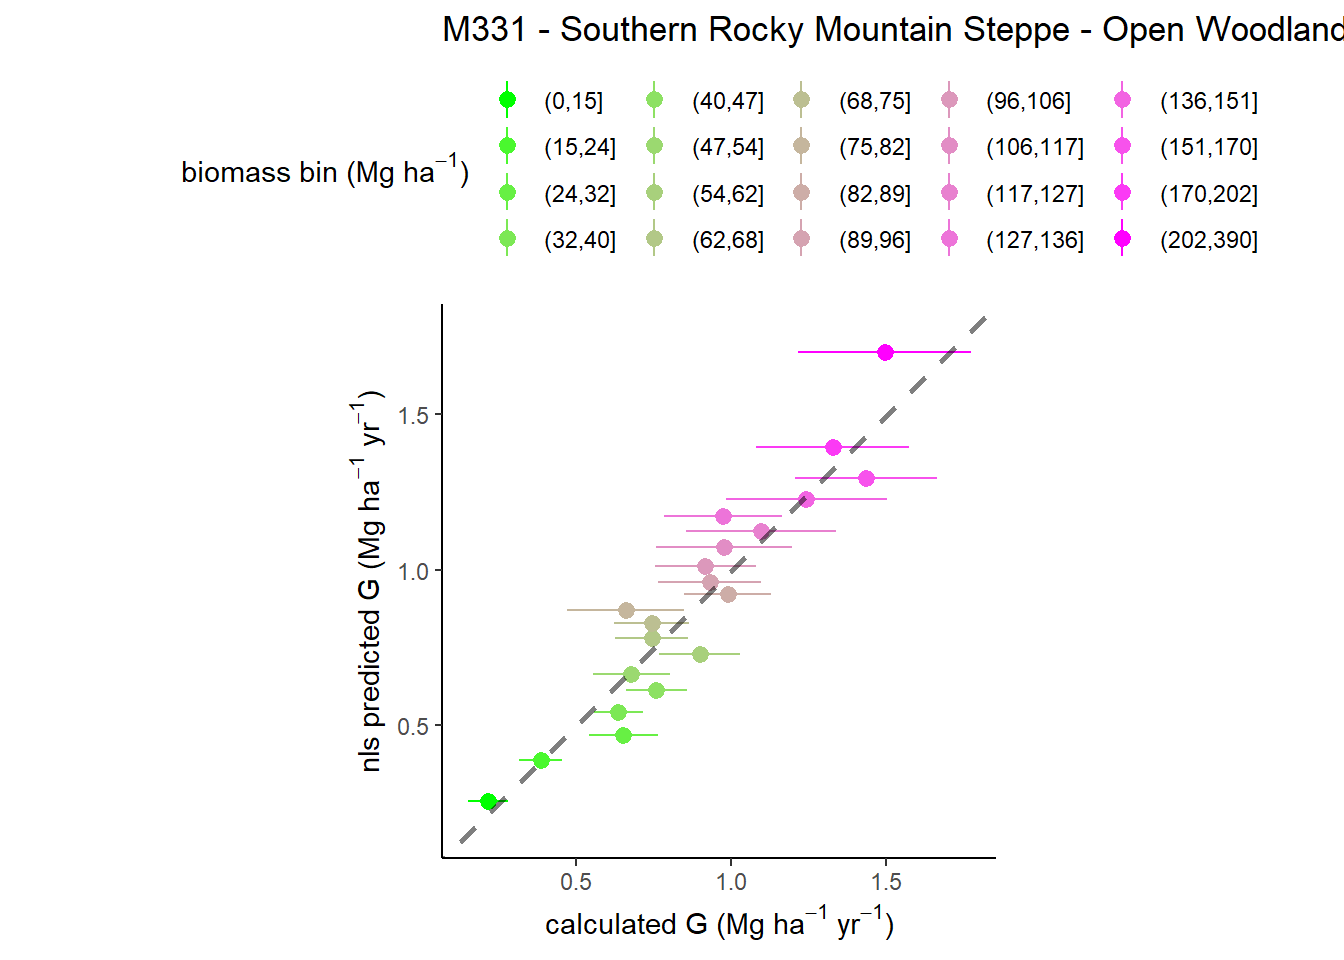 M331 - Southern Rocky Mountain Steppe - Open Woodland
biomass bin (Mg ha⁻¹)
(0,15] (40,47] (68,75] (96,106] (136,151]
(15,24] (47,54] (75,82] (106,117] (151,170]
(24,32] (54,62] (82,89] (117,127] (170,202]
(32,40] (62,68] (89,96] (127,136] (202,390]
nls predicted G (Mg ha⁻¹ yr⁻¹)
1.5
1.0
0.5
0.5 1.0 1.5
calculated G (Mg ha⁻¹ yr⁻¹)